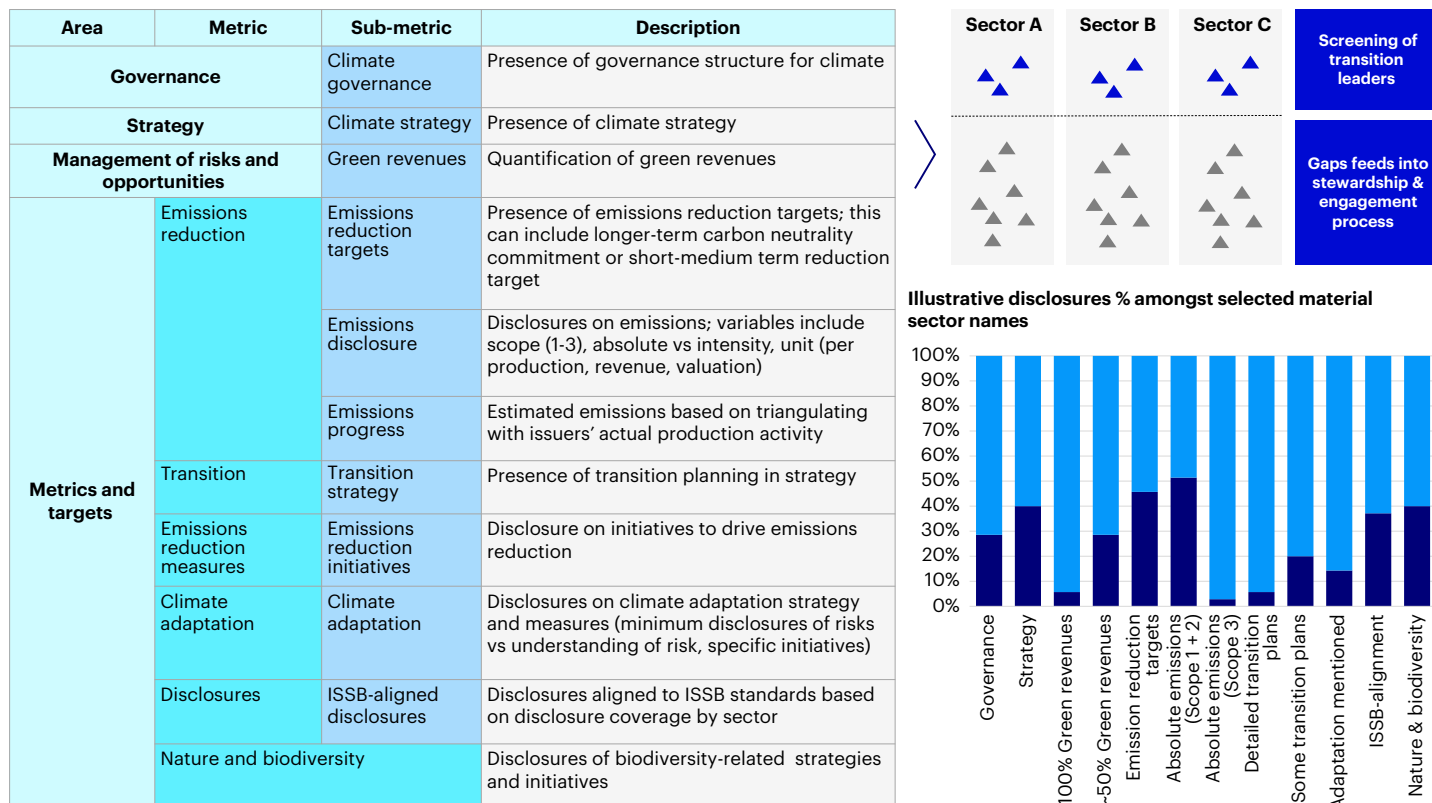 Area Metric Sub-metric Description
Governance
Climate
governance
Presence of governance structure for climate
Strategy
Climate strategy
Presence of climate strategy
Management of risks and
opportunities
Green revenues
Quantification of green revenues
Metrics and
targets
Emissions
reduction
Emissions
reduction
targets
Presence of emissions reduction targets; this
can include longer-term carbon neutrality
commitment or short-medium term reduction
target
Emissions
disclosure
Disclosures on emissions; variables include
scope (1-3), absolute vs intensity, unit (per
production, revenue, valuation)
Emissions
progress
Estimated emissions based on triangulating
with issuers’ actual production activity
Transition
Transition
strategy
Presence of transition planning in strategy
Emissions
reduction
measures
Emissions
reduction
initiatives
Disclosure on initiatives to drive emissions
reduction
Climate
adaptation
Climate
adaptation
Disclosures on climate adaptation strategy
and measures (minimum disclosures of risks
vs understanding of risk, specific initiatives)
Disclosures
ISSB-aligned
disclosures
Disclosures aligned to ISSB standards based
on disclosure coverage by sector
Nature and biodiversity
Disclosures of biodiversity-related strategies
and initiatives
Sector A Sector B Sector C
Screening of
transition
leaders
Gaps feeds into
stewardship &
engagement
process
Illustrative disclosures % amongst selected material
sector names
100%
90%
80%
70%
60%
50%
40%
30%
20%
10%
0%
Governance
Strategy
100% Green revenues
~50% Green revenues
Emission reduction
targets
Absolute emissions
(Scope 1 + 2)
Absolute emissions
(Scope 3)
Detailed transition
plans
Some transition plans
Adaptation mentioned
ISSB-alignment
Nature & biodiversity